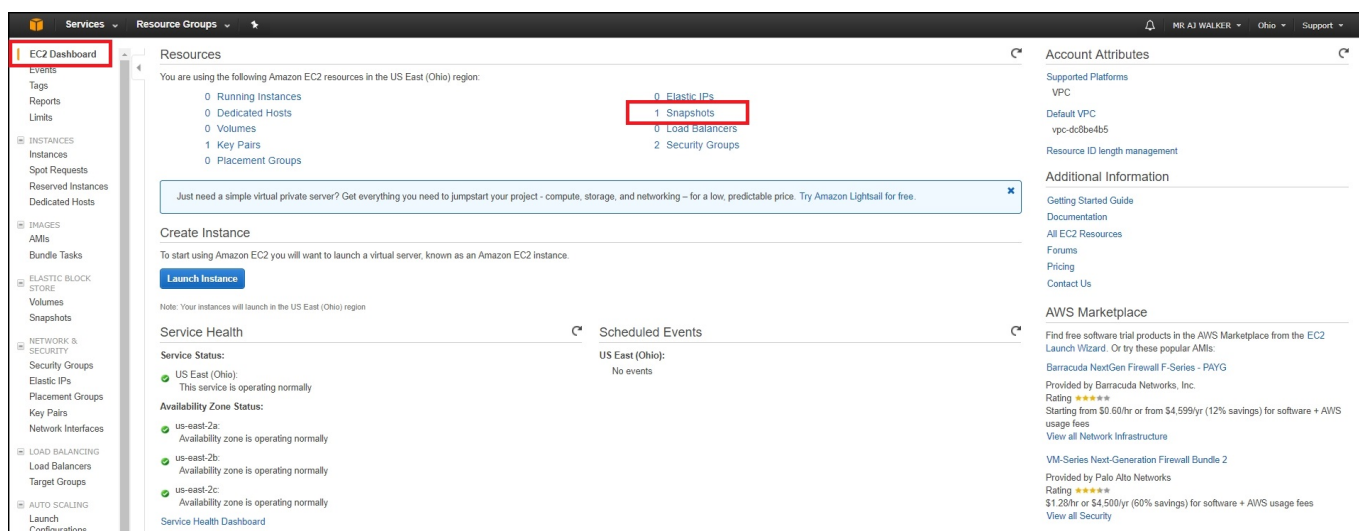 Services Resource Groups MR AJ WALKER Ohio Support
EC2 Dashboard
Events
Tags
Reports
Limits
INSTANCES
Instances
Spot Requests
Reserved Instances
Dedicated Hosts
IMAGES
AMIs
Bundle Tasks
ELASTIC BLOCK
STORE
Volumes
Snapshots
NETWORK &
SECURITY
Security Groups
Elastic IPs
Placement Groups
Key Pairs
Network Interfaces
LOAD BALANCING
Load Balancers
Target Groups
AUTO SCALING
Launch
Configurations
Resources
You are using the following Amazon EC2 resources in the US East (Ohio) region:
0 Running Instances
0 Dedicated Hosts
0 Volumes
1 Key Pairs
0 Placement Groups
0 Elastic IPs
1 Snapshots
0 Load Balancers
2 Security Groups
Just need a simple virtual private server? Get everything you need to jumpstart your project - compute, storage, and networking – for a low, predictable price. Try Amazon Lightsail for free.
Create Instance
To start using Amazon EC2 you will want to launch a virtual server, known as an Amazon EC2 instance.
Launch Instance
Note: Your instances will launch in the US East (Ohio) region
Service Health
Service Status:
US East (Ohio):
This service is operating normally
Availability Zone Status:
us-east-2a:
Availability zone is operating normally
us-east-2b:
Availability zone is operating normally
us-east-2c:
Availability zone is operating normally
Service Health Dashboard
Scheduled Events
US East (Ohio):
No events
Account Attributes
Supported Platforms
VPC
Default VPC
vpc-dc8be4b5
Resource ID length management
Additional Information
Getting Started Guide
Documentation
All EC2 Resources
Forums
Pricing
Contact Us
AWS Marketplace
Find free software trial products in the AWS Marketplace from the EC2
Launch Wizard. Or try these popular AMIs:
Barracuda NextGen Firewall F-Series - PAYG
Provided by Barracuda Networks, Inc.
Rating
Starting from $0.60/hr or from $4,599/yr (12% savings) for software + AWS
usage fees
View all Network Infrastructure
VM-Series Next-Generation Firewall Bundle 2
Provided by Palo Alto Networks
Rating
$1.28/hr or $4,500/yr (60% savings) for software + AWS usage fees
View all Security